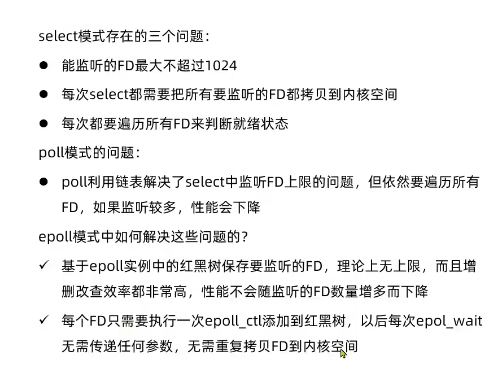 select模式存在的三个问题：
● 能监听的FD最大不超过1024
● 每次select都需要把所有要监听的FD都拷贝到内核空间
● 每次都要遍历所有FD来判断就绪状态
poll模式的问题：
● poll利用链表解决了select中监听FD上限的问题，但依然要遍历所有
FD，如果监听较多，性能会下降
epoll模式中如何解决这些问题的？
✓ 基于epoll实例中的红黑树保存要监听的FD，理论上无上限，而且增
删改查效率都非常高，性能不会随监听的FD数量增多而下降
✓ 每个FD只需要执行一次epoll_ctl添加到红黑树，以后每次epol_wait
无需传递任何参数，无需重复拷贝FD到内核空间